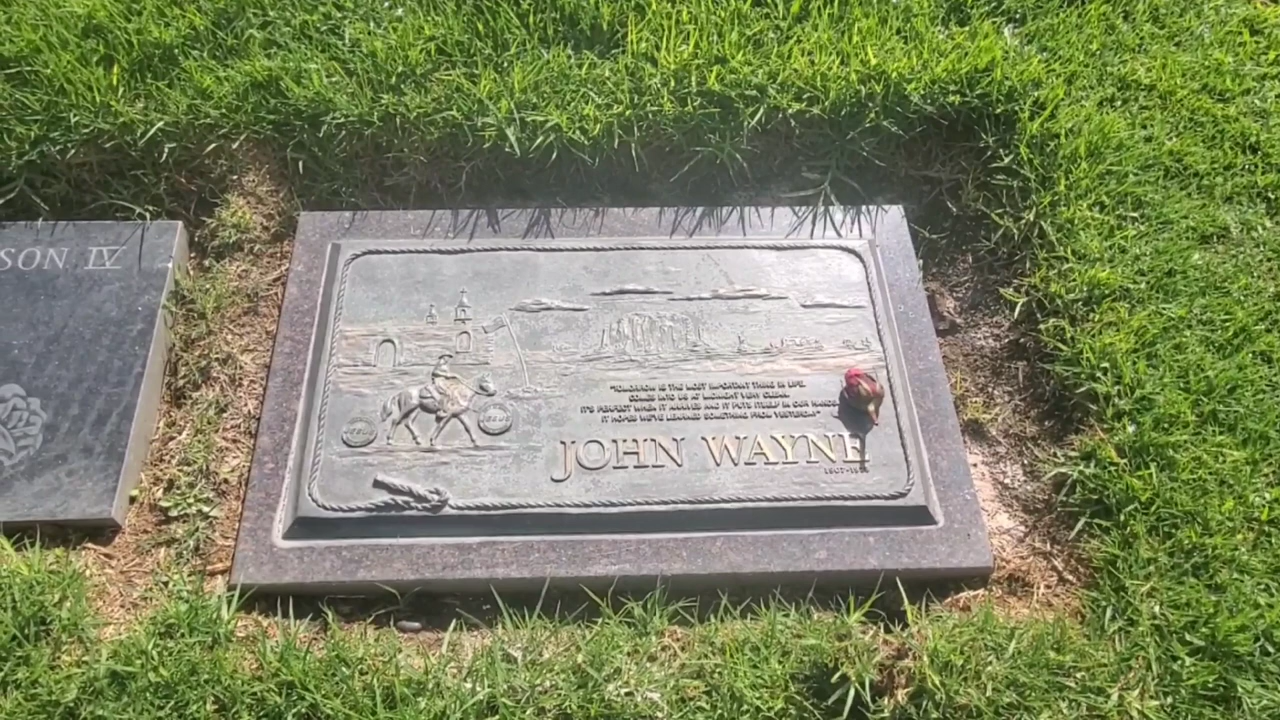 SON IV
"TOMORROW IS THE MOST IMPORTANT THING IN LIFE.
COMES INTO US AT MIDNIGHT VERY CLEAN.
IT'S PERFECT WHEN IT ARRIVES AND IT PUTS ITSELF IN OUR HANDS.
IT HOPES WE'VE LEARNED SOMETHING FROM YESTERDAY"
JOHN WAYNE